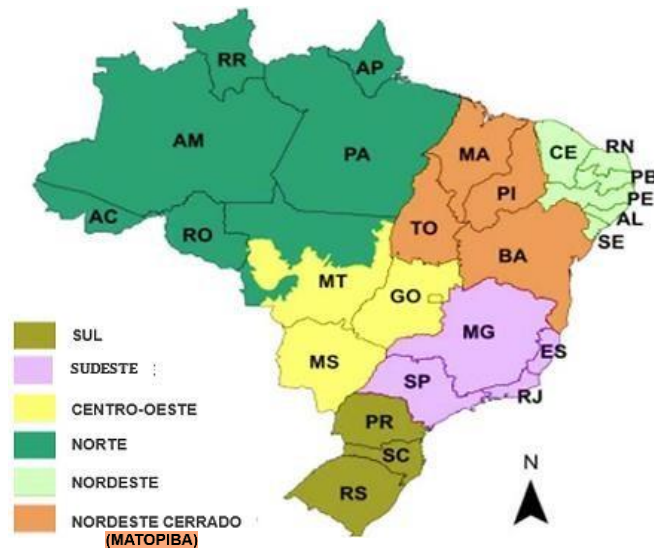 RR
AP
AM
PA
MA
CE
RN
PB
PI
PE
AC
TO
AL
RO
SE
BA
MT
GO
MG
ES
MS
SP
RJ
PR
SC
RS
N
SUL
SUDESTE :
CENTRO-OESTE
NORTE
NORDESTE
NORDESTE CERRADO
(MATOPIBA)